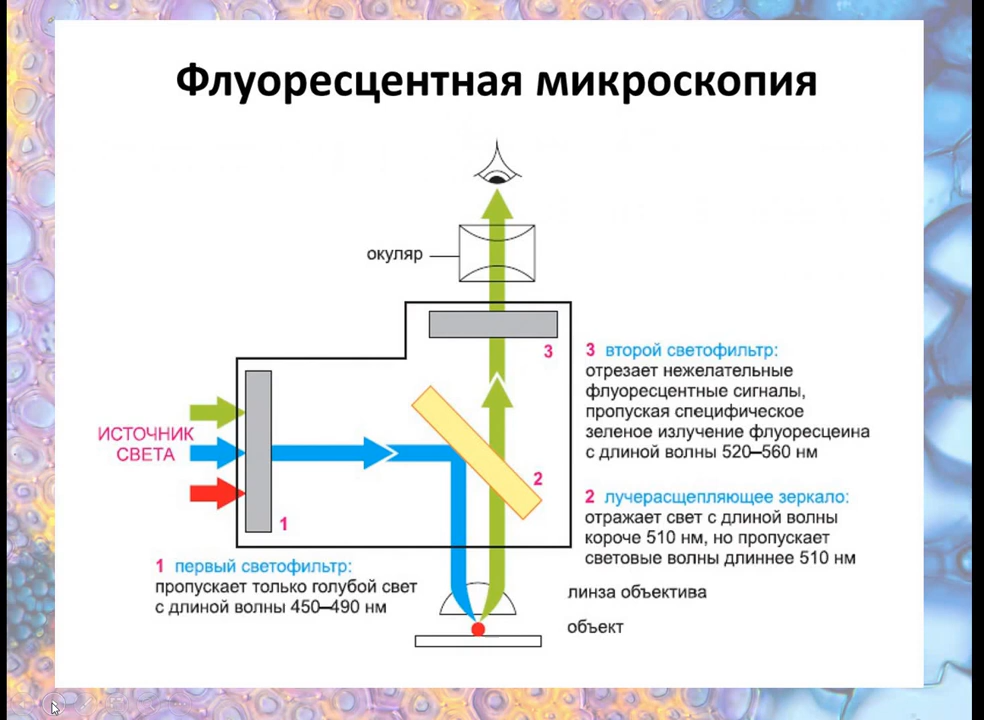 Флуоресцентная микроскопия
окуляр
3
3 второй светофильтр:
отрезает нежелательные
флуоресцентные сигналы,
пропуская специфическое
зеленое излучение флуоресцеина
с длиной волны 520–560 нм
ИСТОЧНИК
СВЕТА
2
1
2 лучерасщепляющее зеркало:
отражает свет с длиной волны
короче 510 нм, но пропускает
световые волны длиннее 510 нм
1 первый светофильтр:
пропускает только голубой свет
с длиной волны 450–490 нм
линза объектива
объект